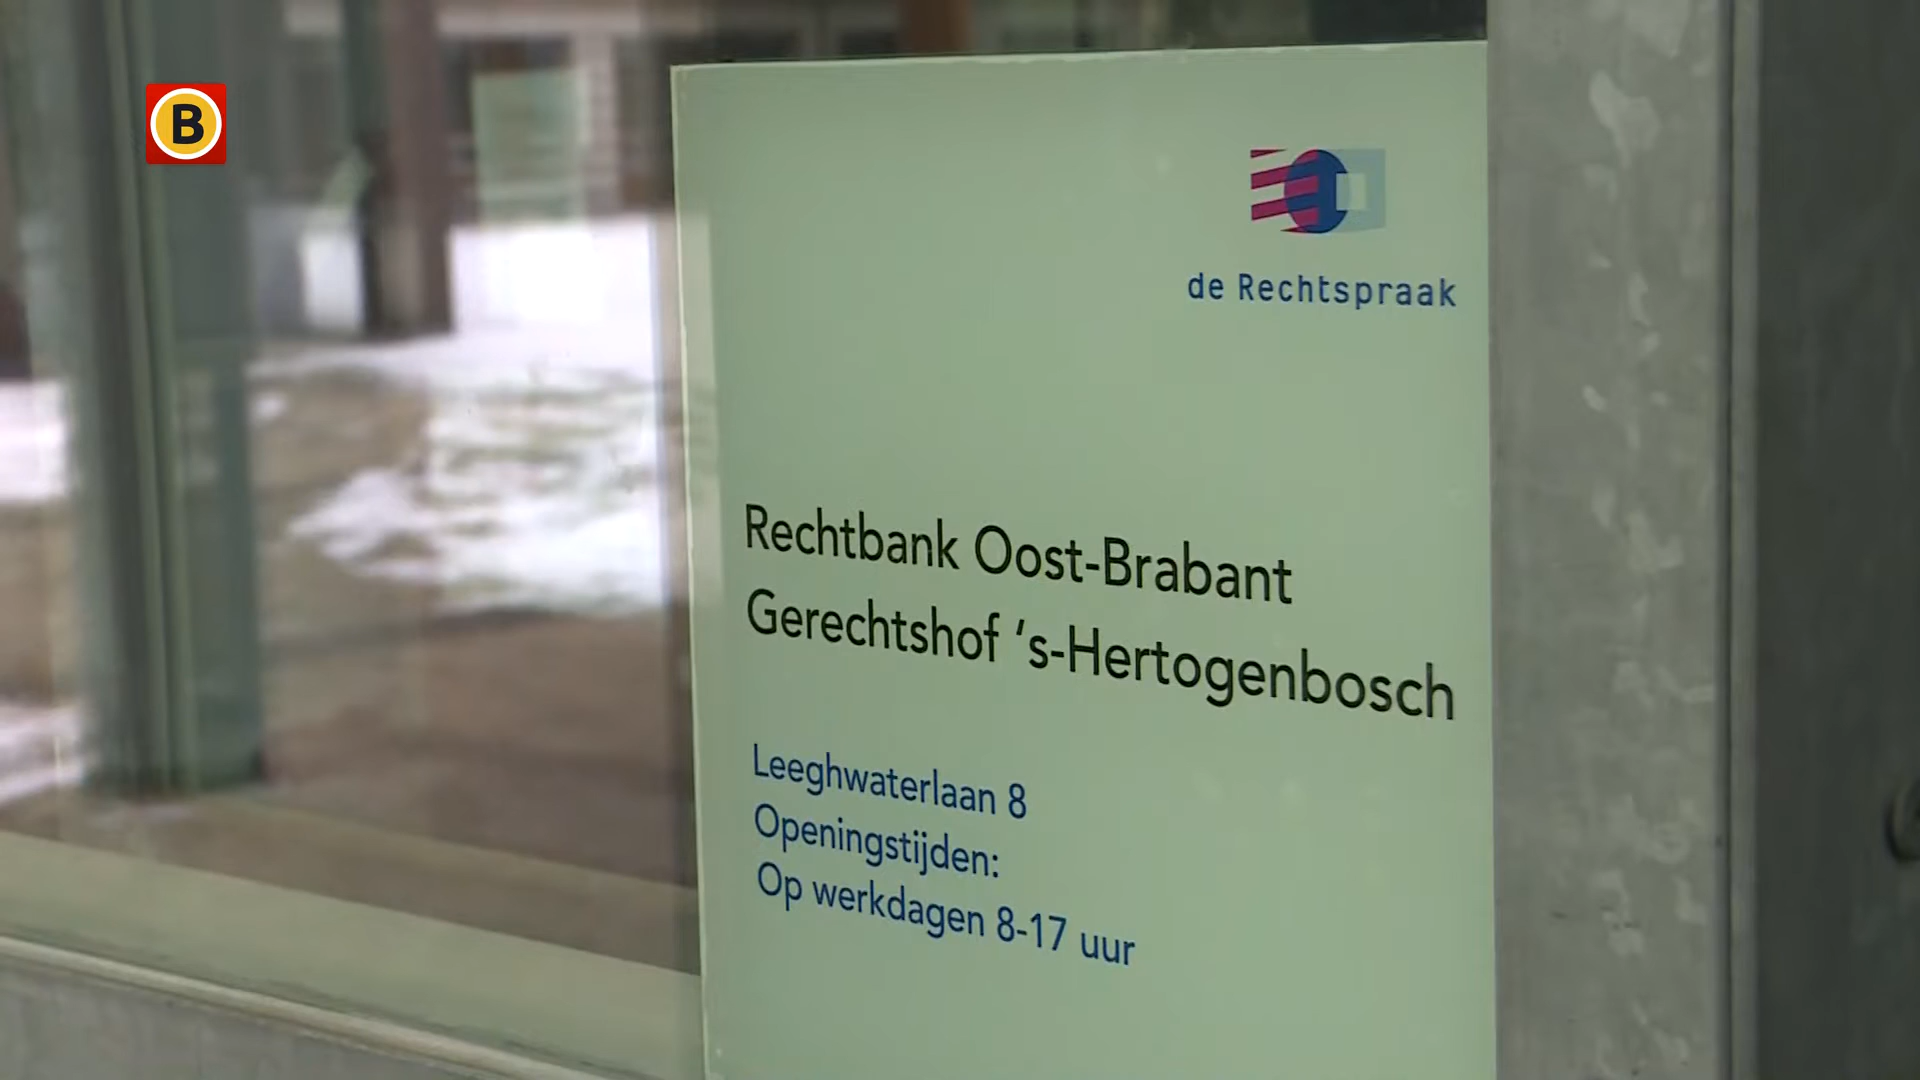 B
de Rechtspraak
Rechtbank Oost-Brabant
Gerechtshof ‘s-Hertogenbosch
Leeghwaterlaan 8
Openingstijden:
Op werkdagen 8-17 uur